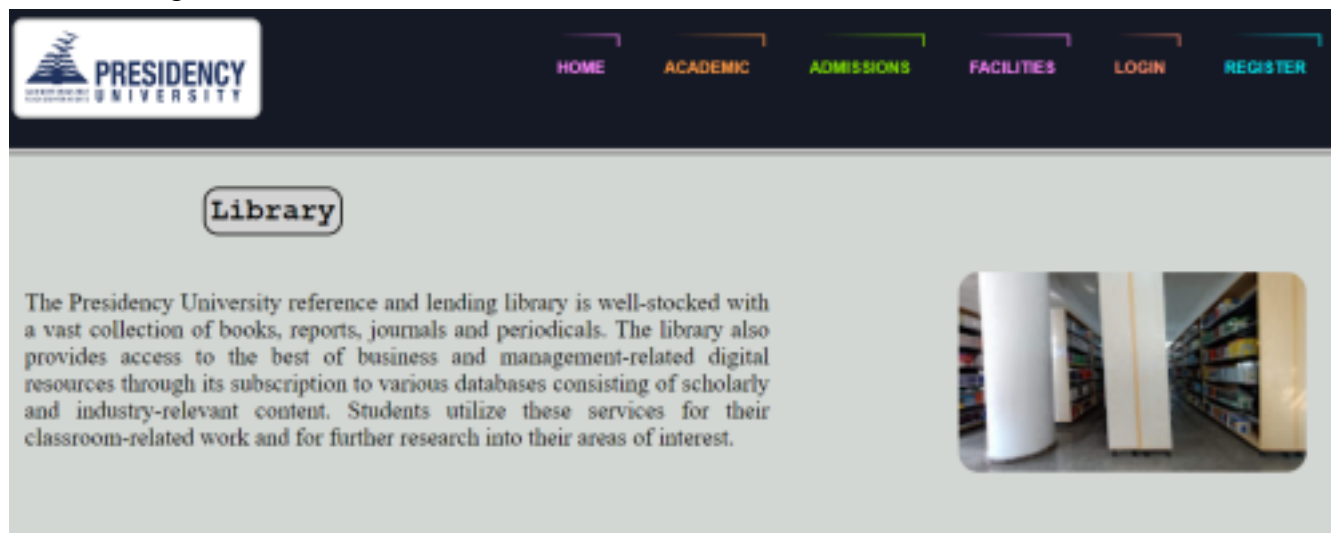 PRESIDENCY
UNIVERSITY
HOME ACADEMIC ADMISSIONS FACILITIES LOGIN REGISTER
Library
The Presidency University reference and lending library is well-stocked with
a vast collection of books, reports, journals and periodicals. The library also
provides access to the best of business and management-related digital
resources through its subscription to various databases consisting of scholarly
and industry-relevant content. Students utilize these services for their
classroom-related work and for further research into their areas of interest.